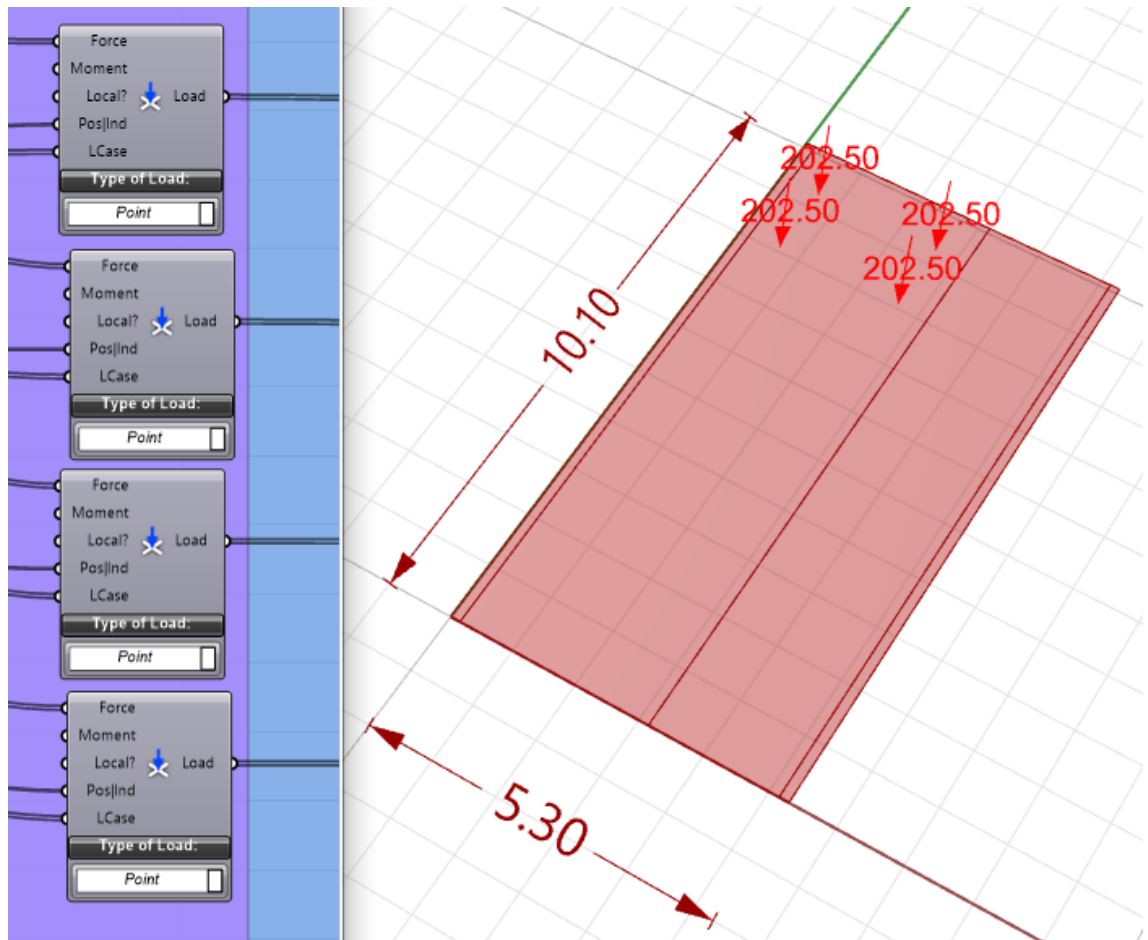 Force
Moment
Local? Load
Pos|Ind
LCase
Type of Load:
Point
Force
Moment
Local? Load
Pos|Ind
LCase
Type of Load:
Point
Force
Moment
Local? Load
Pos|Ind
LCase
Type of Load:
Point
Force
Moment
Local? Load
Pos|Ind
LCase
Type of Load:
Point
202.50
202.50
202.50
202.50
10.10
5.30